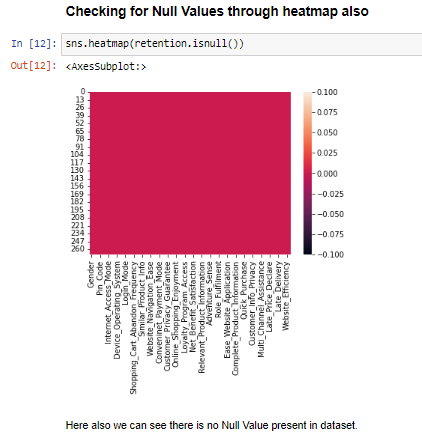 Checking for Null Values through heatmap also
In [12]: sns.heatmap(retention.isnull())
Out[12]: <AxesSubplot:>
0
13
26
39
52
65
78
91
104
117
130
143
156
169
182
195
208
221
234
247
260
0.100
0.075
0.050
0.025
0.000
−0.025
−0.050
−0.075
−0.100
Gender
Pin_Code
Internet_Access_Mode
Device_Operating_System
Login_Mode
Shopping_Cart_Abandon_Frequency
Similar_Product_Info
Website_Navigation_Ease
Conveninet_Payment_Mode
Customer_Privacy_Guarantee
Online_Shopping_Enjoyment
Loyalty_Program_Access
Net_Benefit_Satisfaction
Relevant_Product_Information
Adventure_Sense
Role_Fulfilment
Ease_Website_Application
Complete_Product_Information
Quick_Purchase
Customer_Info_Privacy
Multi_Channel_Assistance
Late_Price_Declare
Late_Delivery
Website_Efficiency
Here also we can see there is no Null Value present in dataset.